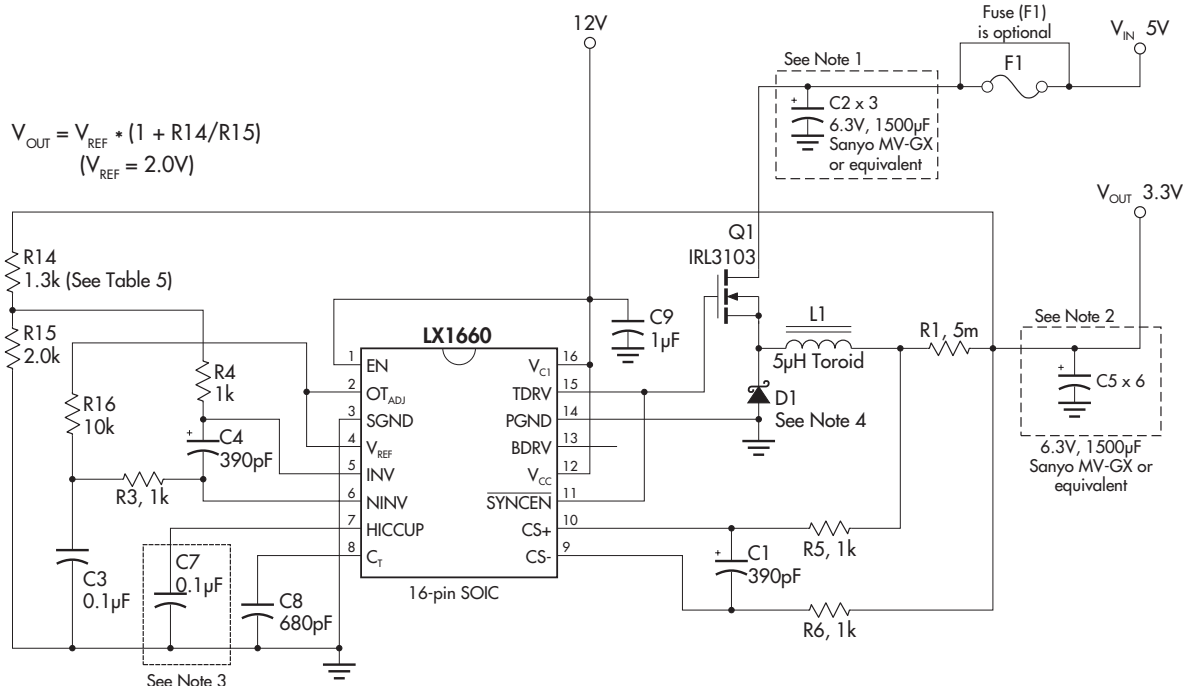 12V
Fuse (F1)
is optional
F1
V_IN 5V
See Note 1
+
C2 x 3
6.3V, 1500µF
Sanyo MV-GX
or equivalent
V_OUT = V_REF * (1 + R14/R15)
(V_REF = 2.0V)
V_OUT 3.3V
R14
1.3k (See Table 5)
R15
2.0k
Q1
IRL3103
L1
5µH Toroid
R1, 5m
See Note 2
+
C5 x 6
6.3V, 1500µF
Sanyo MV-GX or
equivalent
C9
1µF
D1
See Note 4
R4
1k
R16
10k
+
C4
390pF
R3, 1k
LX1660
1 EN
2 OT_ADJ
3 SGND
4 V_REF
5 INV
6 NINV
7 HICCUP
8 C_T
V_C1 16
TDRV 15
PGND 14
BDRV 13
V_CC 12
SYNCEN 11
CS+ 10
CS- 9
16-pin SOIC
R5, 1k
+
C1
390pF
R6, 1k
C3
0.1µF
C7
0.1µF
C8
680pF
See Note 3